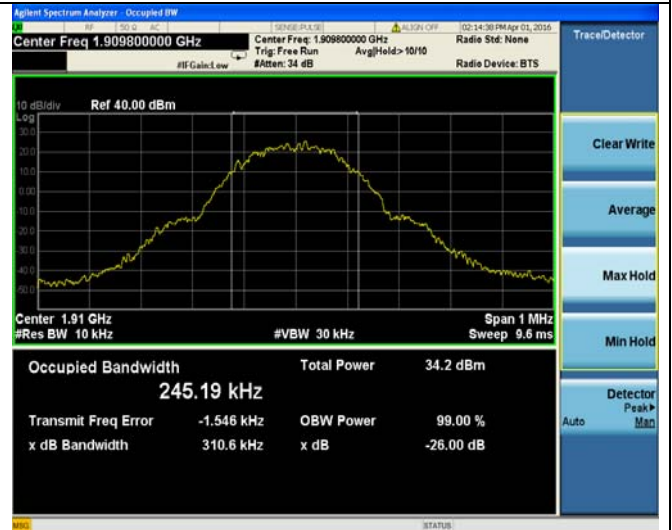 Agilent Spectrum Analyzer - Occupied BW
RF 50 Ω AC SENSE:PULSE ALIGN OFF 02:14:38 PM Apr 01, 2016
Center Freq 1.909800000 GHz
Center Freq: 1.909800000 GHz
Radio Std: None
Trig: Free Run Avg|Hold:> 10/10
#IFGain:Low
#Atten: 34 dB
Radio Device: BTS
Trace/Detector
10 dB/div Ref 40.00 dBm
Log
30.0
20.0
10.0
0.00
-10.0
-20.0
-30.0
-40.0
-50.0
Center 1.91 GHz
Span 1 MHz
#Res BW 10 kHz
#VBW 30 kHz
Sweep 9.6 ms
Occupied Bandwidth
245.19 kHz
Total Power 34.2 dBm
Transmit Freq Error -1.546 kHz
OBW Power 99.00 %
x dB Bandwidth 310.6 kHz
x dB -26.00 dB
Clear Write
Average
Max Hold
Min Hold
Detector
Peak▶
Auto Man
MSG
STATUS